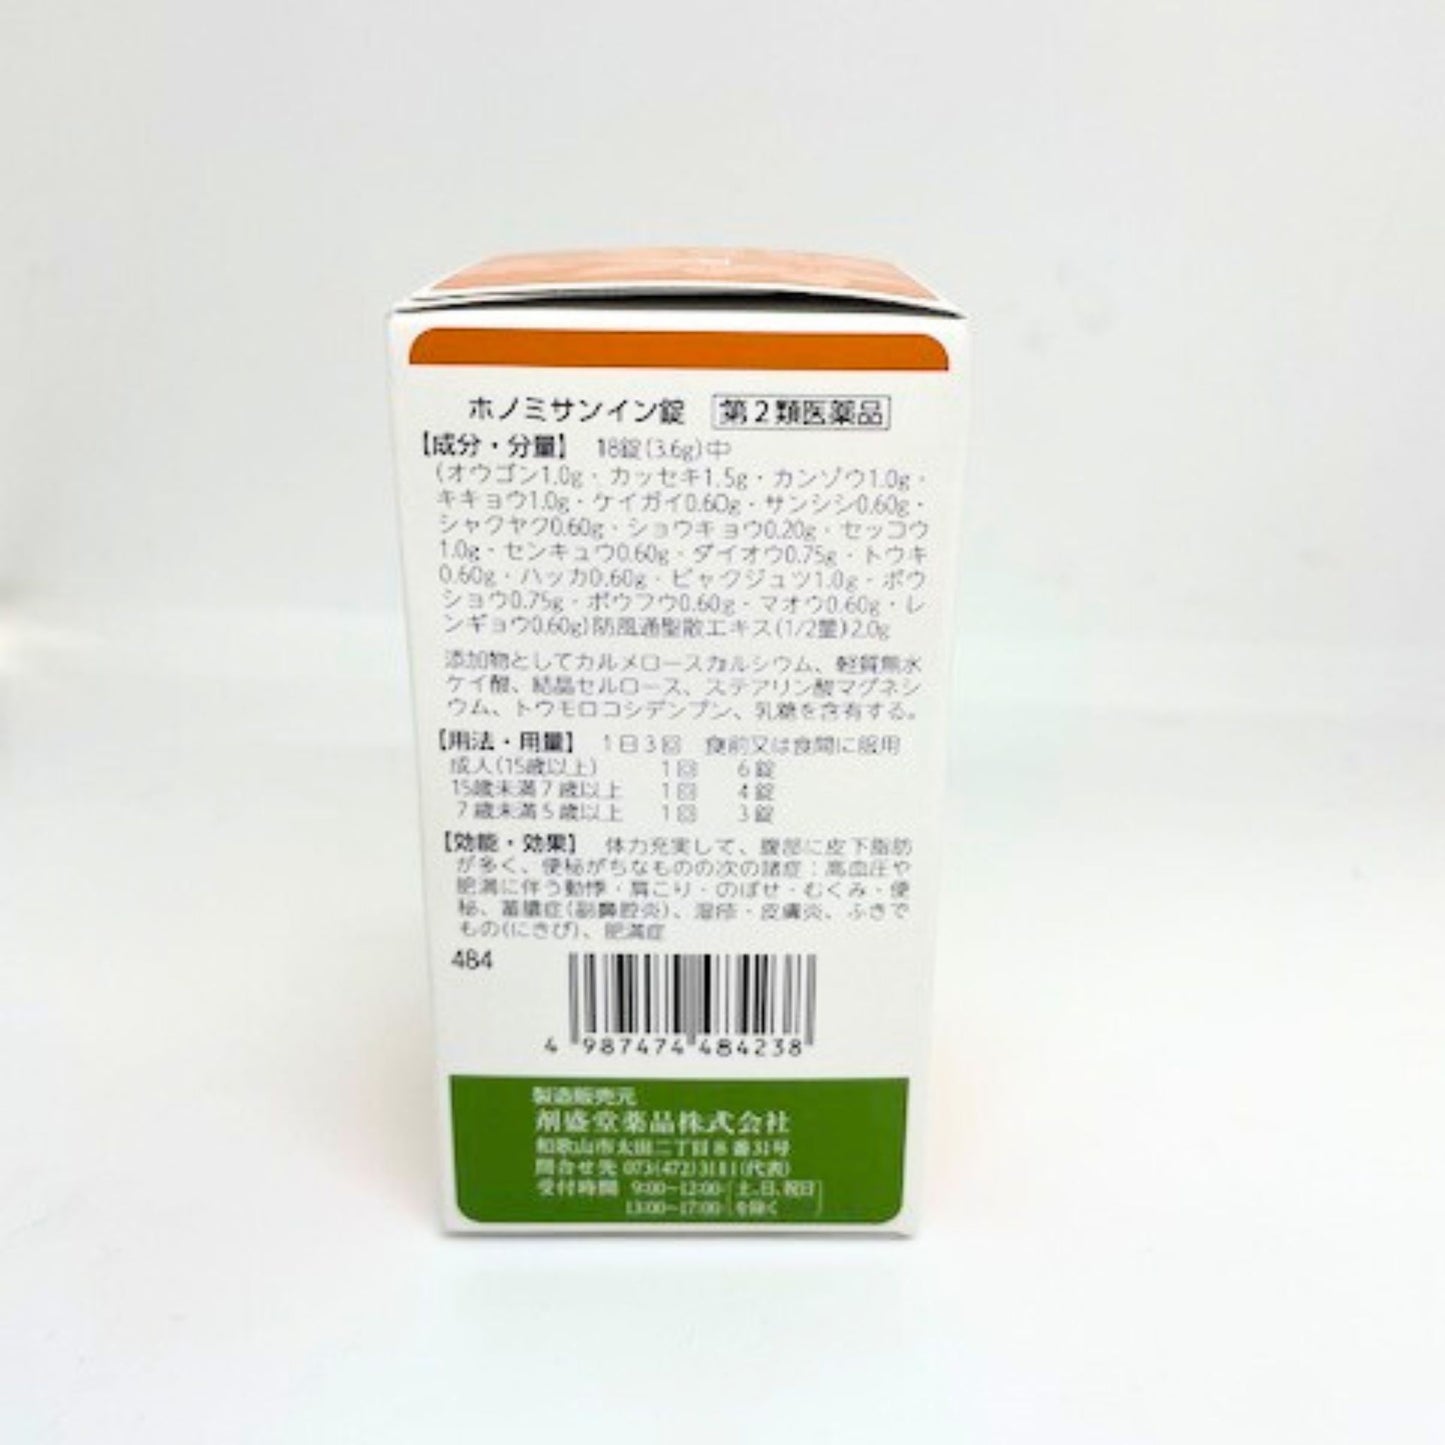 ホノミサンイン錠 第2類医薬品
【成分・分量】 18錠(3.6g)中
(オウゴン1.0g・カッセキ1.5g・カンゾウ1.0g・
キキョウ1.0g・ケイガイ0.60g・サンシシ0.60g・
シャクヤク0.60g・ショウキョウ0.20g・セッコウ
1.0g・センキュウ0.60g・ダイオウ0.75g・トウキ
0.60g・ハッカ0.60g・ビャクジュツ1.0g・ボウ
ショウ0.75g・ボウフウ0.60g・マオウ0.60g・レ
ンギョウ0.60g)防風通聖散エキス(1/2量)2.0g
添加物としてカルメロースカルシウム、軽質無水
ケイ酸、結晶セルロース、ステアリン酸マグネシ
ウム、トウモロコシデンプン、乳糖を含有する。
【用法・用量】 1日3回 食前又は食間に服用
成人(15歳以上) 1回 6錠
15歳未満7歳以上 1回 4錠
7歳未満5歳以上 1回 3錠
【効能・効果】 体力充実して、腹部に皮下脂肪
が多く、便秘がちなものの次の諸症:高血圧や
肥満に伴う動悸・肩こり・のぼせ・むくみ・便
秘、蓄膿症(副鼻腔炎)、湿疹・皮膚炎、ふきで
もの(にきび)、肥満症
484
4 987474 484238
製造販売元
剤盛堂薬品株式会社
和歌山市太田二丁目8番31号
問合せ先 073(472)3111(代表)
受付時間 9:00~12:00 [土、日、祝日
13:00~17:00 を除く]